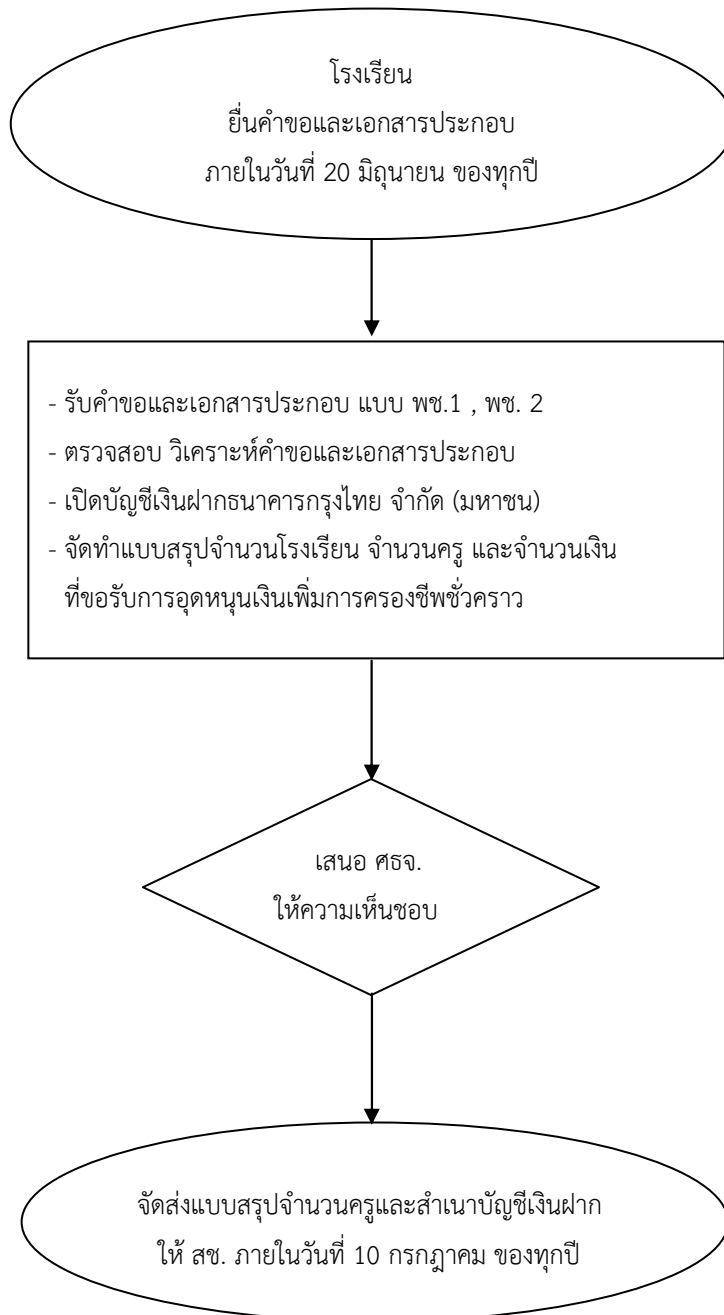 โรงเรียน
ยื่นคำขอและเอกสารประกอบ
ภายในวันที่ 20 มิถุนายน ของทุกปี
- รับคำขอและเอกสารประกอบ แบบ พช.1 , พช. 2
- ตรวจสอบ วิเคราะห์คำขอและเอกสารประกอบ
- เปิดบัญชีเงินฝากธนาคารกรุงไทย จำกัด (มหาชน)
- จัดทำแบบสรุปจำนวนโรงเรียน จำนวนครู และจำนวนเงิน
ที่ขอรับการอุดหนุนเงินเพิ่มการครองชีพชั่วคราว
เสนอ ศธจ.
ให้ความเห็นชอบ
จัดส่งแบบสรุปจำนวนครูและสำเนาบัญชีเงินฝาก
ให้ สช. ภายในวันที่ 10 กรกฎาคม ของทุกปี